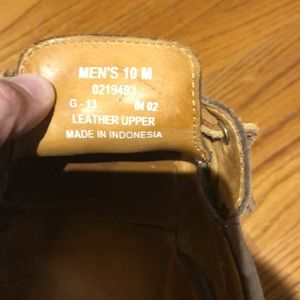 MEN'S 10 M
0219493
G - 13 IN 02
LEATHER UPPER
MADE IN INDONESIA